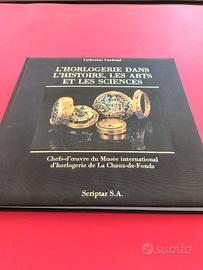 Catherine Cardinal
L'HORLOGERIE DANS
L'HISTOIRE, LES ARTS
ET LES SCIENCES
Chefs-d'œuvre du Musée international
d'horlogerie de La Chaux-de-Fonds
Scriptar S.A.
subito